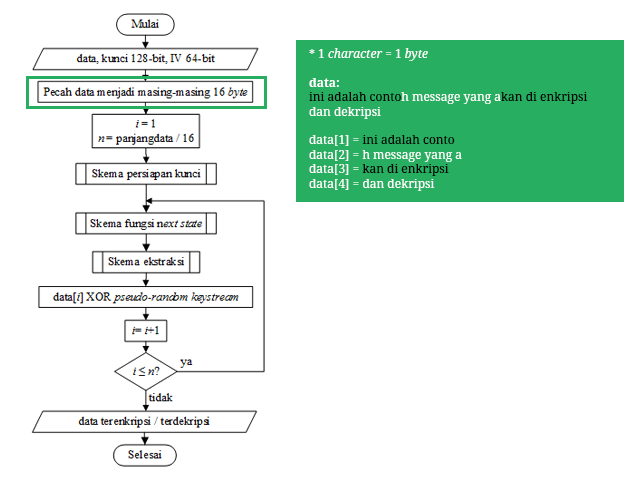 Mulai
data, kunci 128-bit, IV 64-bit
Pecah data menjadi masing-masing 16 byte
i = 1
n = panjangdata / 16
Skema persiapan kunci
Skema fungsi next state
Skema ekstraksi
data[i] XOR pseudo-random keystream
i= i+1
i ≤ n?
ya
tidak
data terenkripsi / terdekripsi
Selesai
* 1 character = 1 byte
data:
ini adalah contoh message yang akan di enkripsi
dan dekripsi
data[1] = ini adalah conto
data[2] = h message yang a
data[3] = kan di enkripsi
data[4] = dan dekripsi